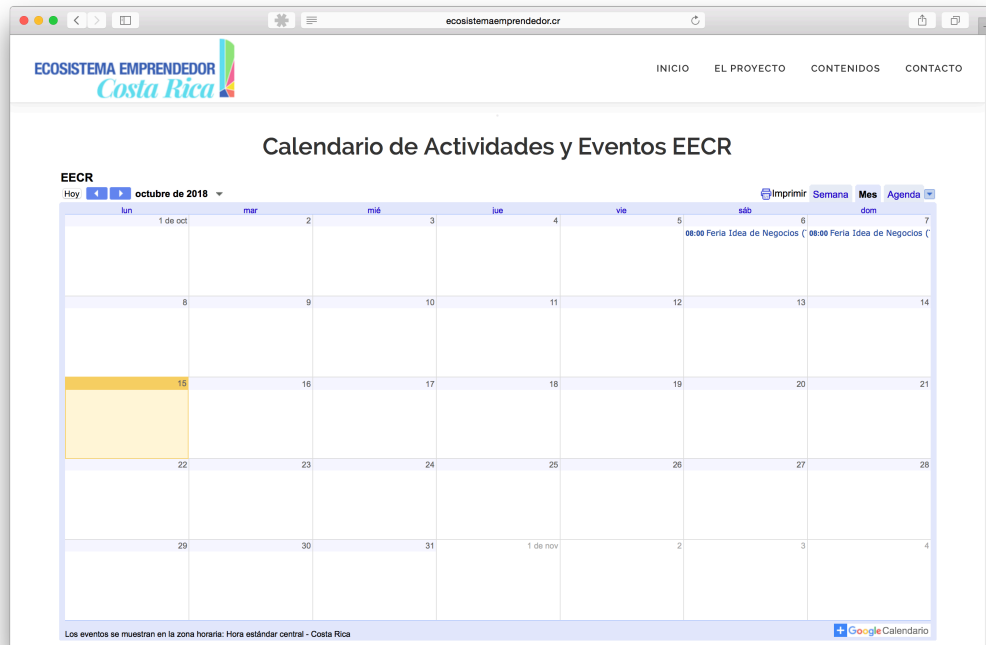 ecosistemaemprendedor.cr
ECOSISTEMA EMPRENDEDOR
Costa Rica
INICIO EL PROYECTO CONTENIDOS CONTACTO
Calendario de Actividades y Eventos EECR
EECR
Hoy octubre de 2018 Imprimir Semana Mes Agenda
lun mar mié jue vie sáb dom
1 de oct 2 3 4 5 6 7
08:00 Feria Idea de Negocios ( 08:00 Feria Idea de Negocios (
8 9 10 11 12 13 14
15 16 17 18 19 20 21
22 23 24 25 26 27 28
29 30 31 1 de nov 2 3 4
Los eventos se muestran en la zona horaria: Hora estándar central - Costa Rica
Google Calendario